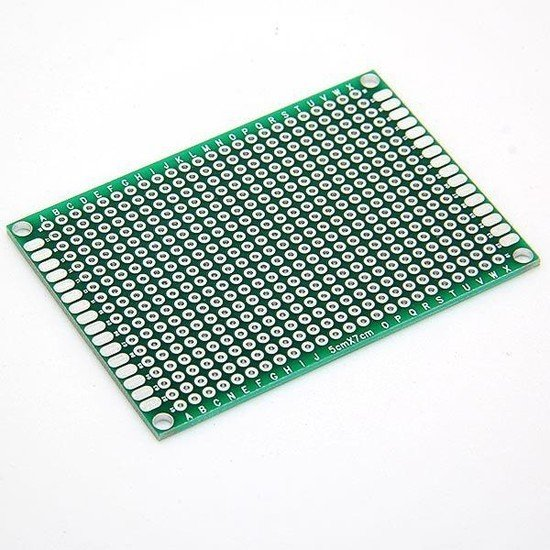 A B C D E F G H I J K L M N O P Q R S T U V W X
A B C N E F G H I J 5cmX7cm O P Q R S T U V W X